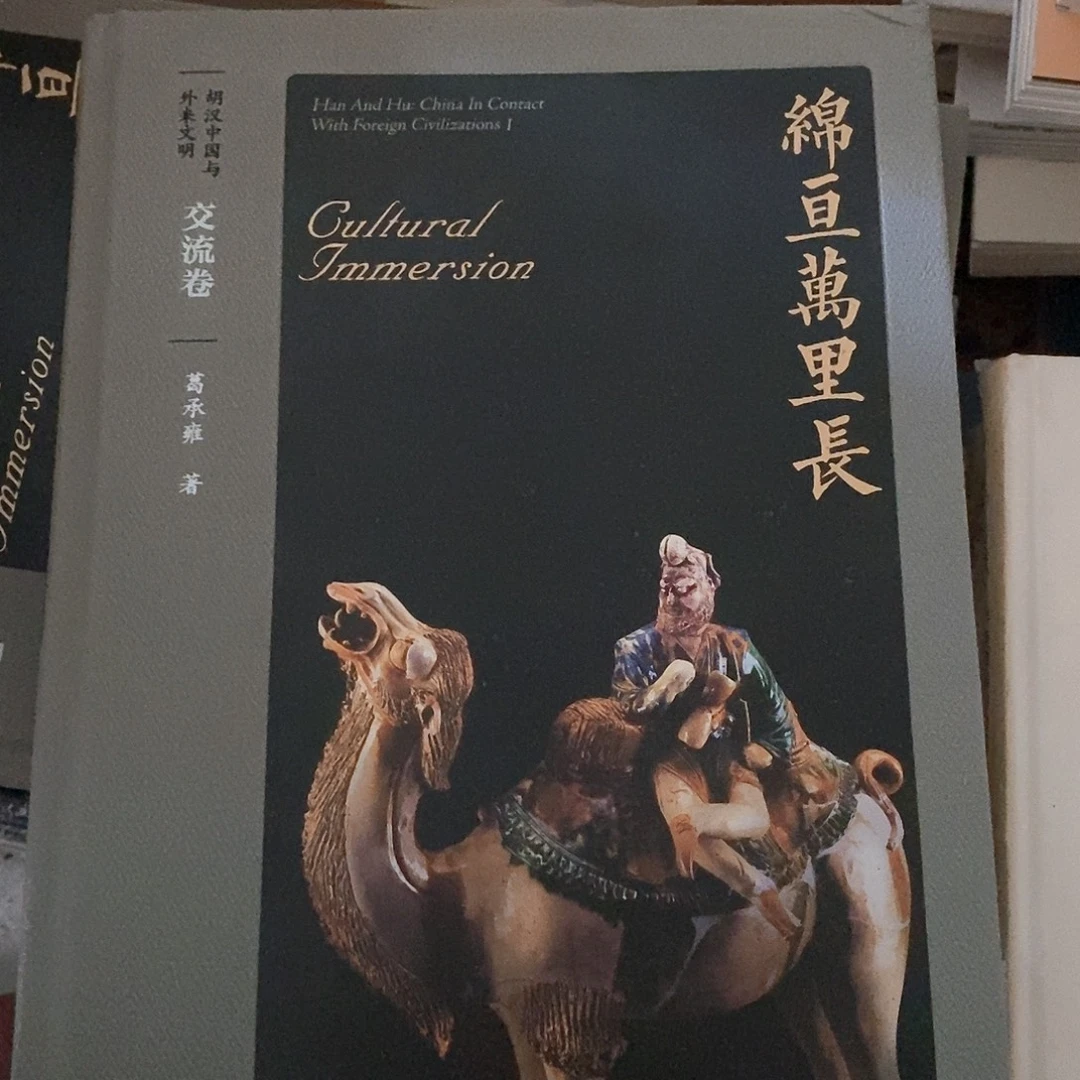 胡汉中国与
外来文明
交流卷
葛承雍 著
Han And Hu: China In Contact
With Foreign Civilizations I
Cultural
Immersion
綿亘萬里長
Immersion